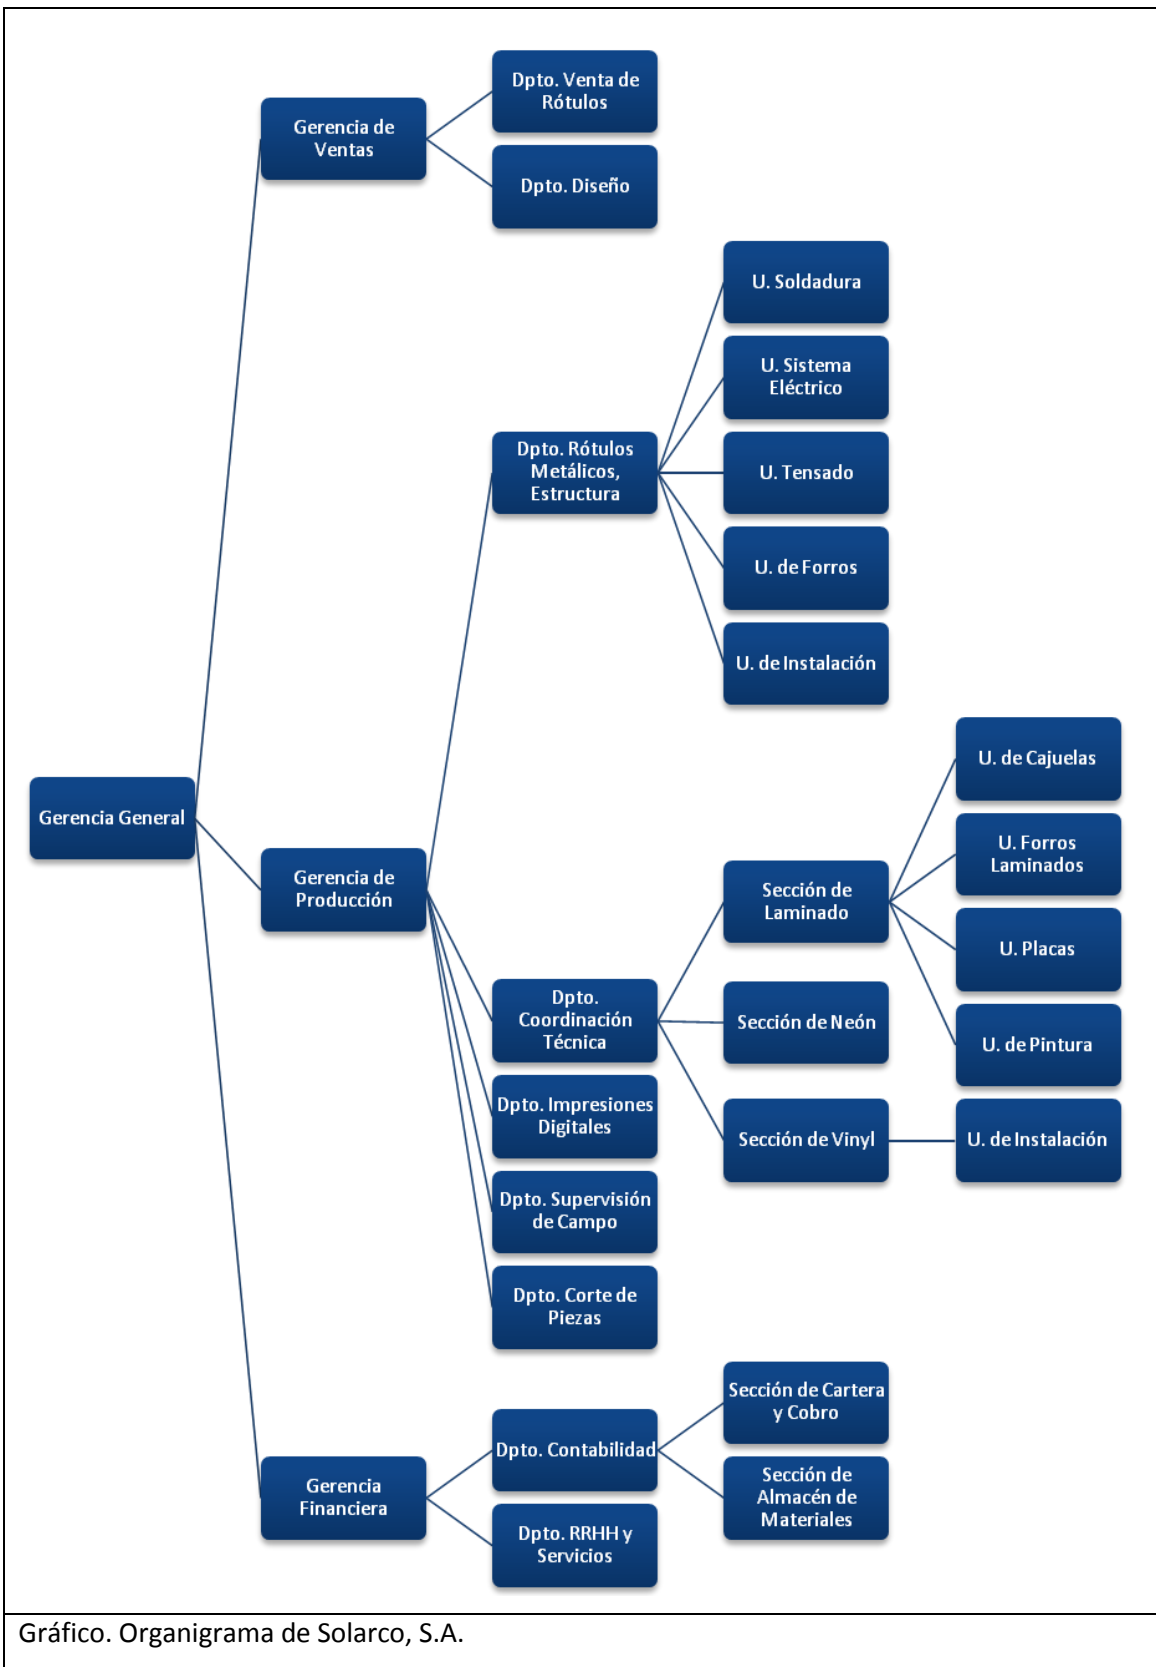 Dpto. Venta de
Rótulos
Gerencia de
Ventas
Dpto. Diseño
U. Soldadura
U. Sistema
Eléctrico
Dpto. Rótulos
Metálicos,
Estructura
U. Tensado
U. de Forros
U. de Instalación
U. de Cajuelas
Gerencia General
U. Forros
Laminados
Gerencia de
Producción
Sección de
Laminado
U. Placas
Dpto.
Coordinación
Técnica
Sección de Neón
U. de Pintura
Dpto. Impresiones
Digitales
Sección de Vinyl
U. de Instalación
Dpto. Supervisión
de Campo
Dpto. Corte de
Piezas
Sección de Cartera
y Cobro
Dpto. Contabilidad
Gerencia
Financiera
Sección de
Almacén de
Materiales
Dpto. RRHH y
Servicios
Gráfico. Organigrama de Solarco, S.A.